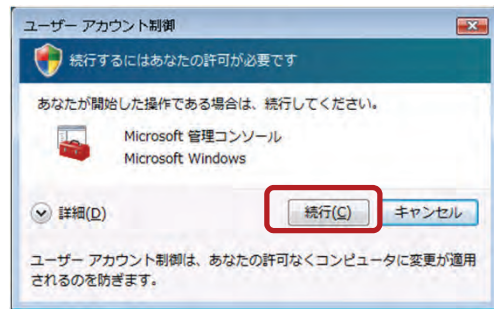 ユーザー アカウント制御
続行するにはあなたの許可が必要です
あなたが開始した操作である場合は、続行してください。
Microsoft 管理コンソール
Microsoft Windows
詳細(D)
続行(C)
キャンセル
ユーザー アカウント制御は、あなたの許可なくコンピュータに変更が適用
されるのを防ぎます。